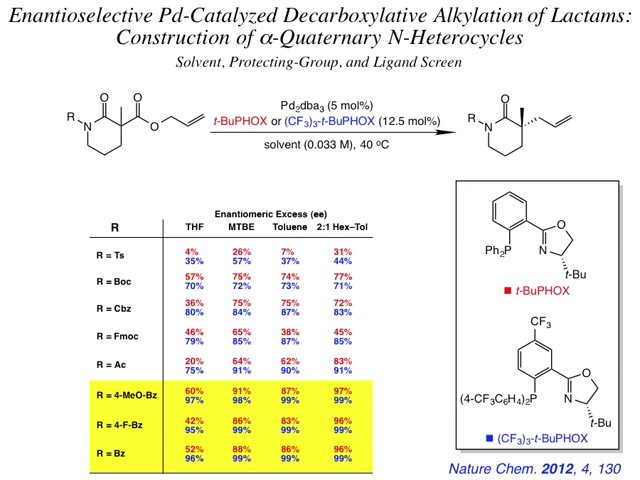 Enantioselective Pd-Catalyzed Decarboxylative Alkylation of Lactams:
Construction of α-Quaternary N-Heterocycles
Solvent, Protecting-Group, and Ligand Screen
R
N
O
O
O
Pd2dba3 (5 mol%)
t-BuPHOX or (CF3)3-t-BuPHOX (12.5 mol%)
solvent (0.033 M), 40 ºC
R
N
O
Enantiomeric Excess (ee)
R THF MTBE Toluene 2:1 Hex–Tol
R = Ts 4% 26% 7% 31%
35% 57% 37% 44%
R = Boc 57% 75% 74% 77%
70% 72% 73% 71%
R = Cbz 36% 75% 75% 72%
80% 84% 87% 83%
R = Fmoc 46% 65% 38% 45%
79% 85% 87% 85%
R = Ac 20% 64% 62% 83%
75% 91% 90% 91%
R = 4-MeO-Bz 60% 91% 87% 97%
97% 98% 99% 99%
R = 4-F-Bz 42% 86% 83% 96%
95% 99% 99% 99%
R = Bz 52% 88% 86% 96%
96% 99% 99% 99%
O
Ph2P N
t-Bu
t-BuPHOX
CF3
O
(4-CF3C6H4)2P N
t-Bu
(CF3)3-t-BuPHOX
Nature Chem. 2012, 4, 130